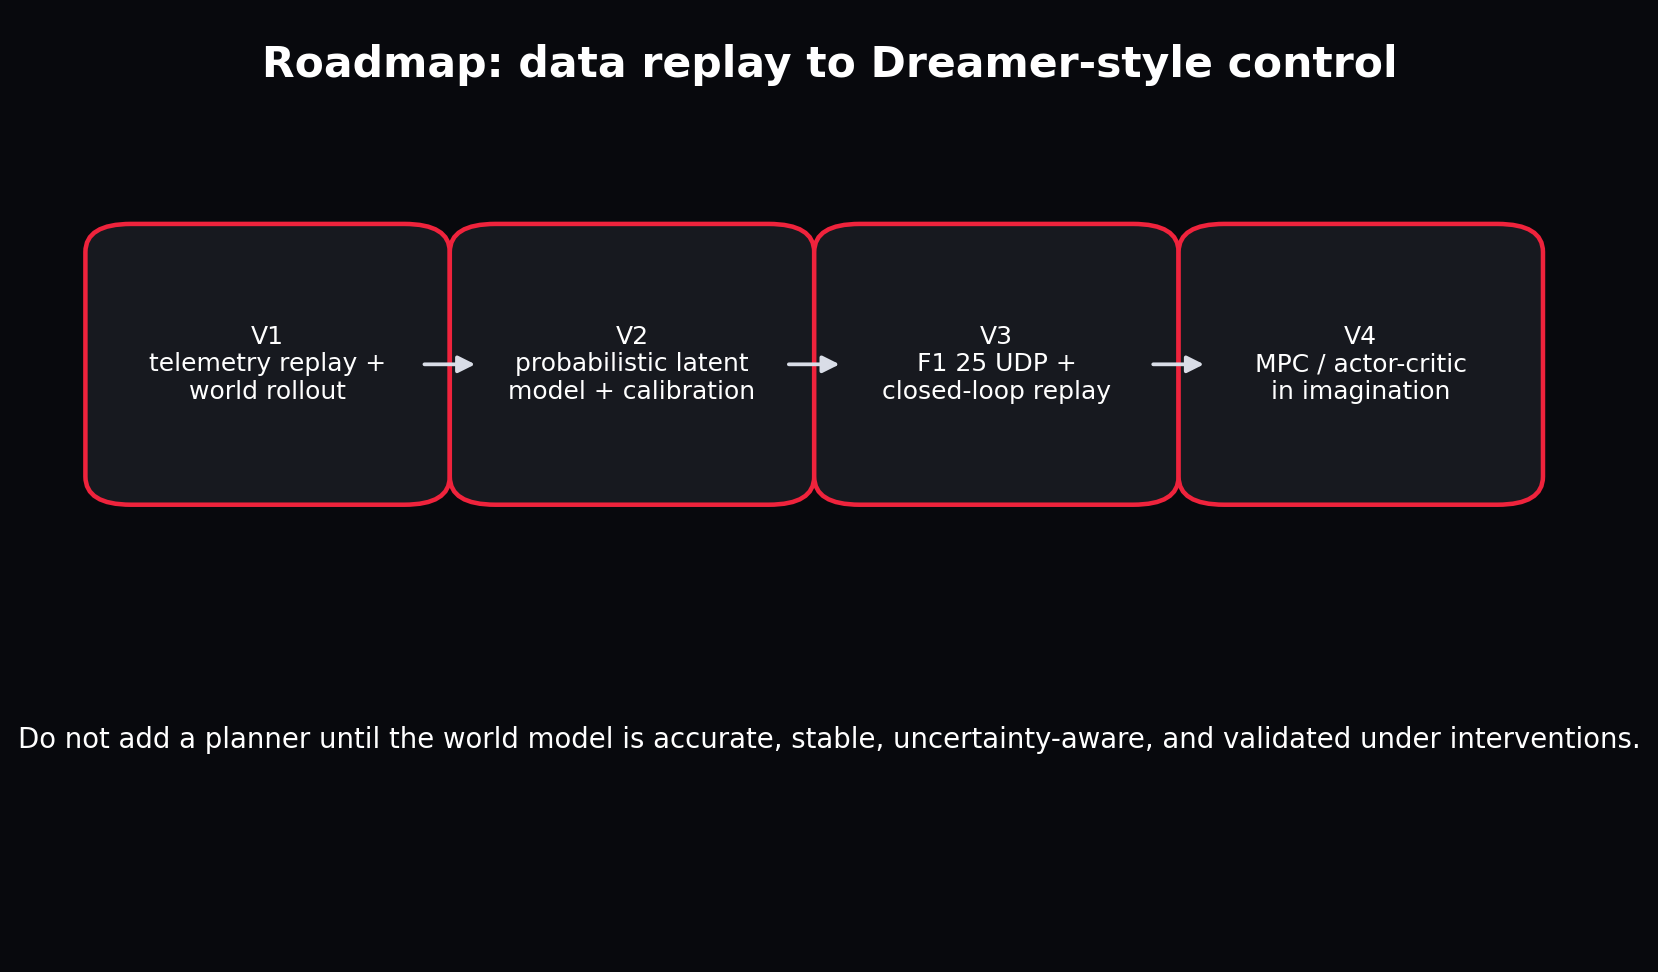 Roadmap: data replay to Dreamer-style control
V1
telemetry replay +
world rollout
V2
probabilistic latent
model + calibration
V3
F1 25 UDP +
closed-loop replay
V4
MPC / actor-critic
in imagination
Do not add a planner until the world model is accurate, stable, uncertainty-aware, and validated under interventions.